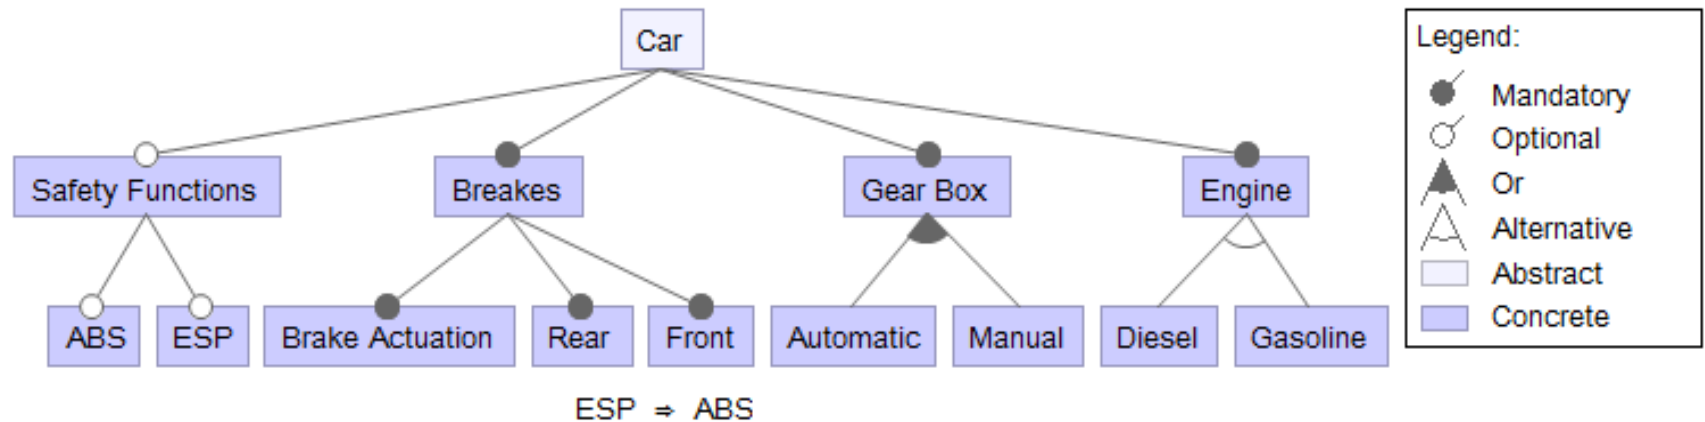 Car
Safety Functions
Breakes
Gear Box
Engine
ABS
ESP
Brake Actuation
Rear
Front
Automatic
Manual
Diesel
Gasoline
ESP ⇒ ABS
Legend:
Mandatory
Optional
Or
Alternative
Abstract
Concrete